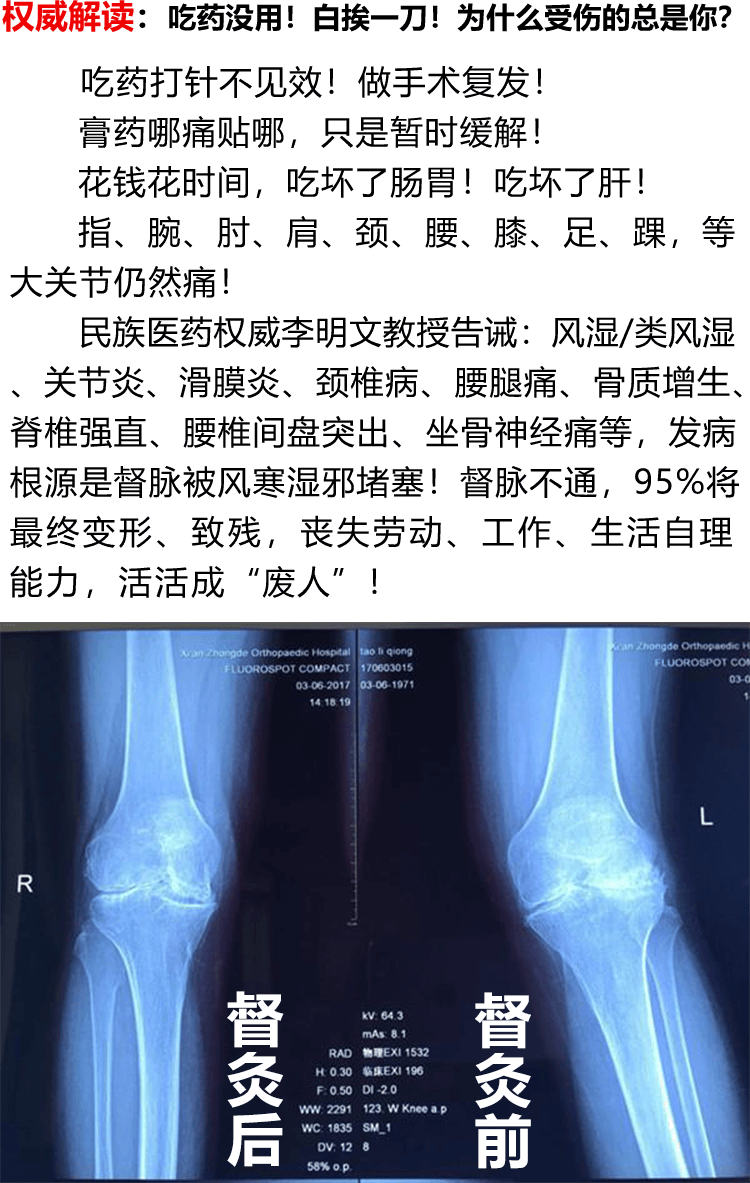 权威解读：吃药没用！白挨一刀！为什么受伤的总是你？
吃药打针不见效！做手术复发！
膏药哪痛贴哪，只是暂时缓解！
花钱花时间，吃坏了肠胃！吃坏了肝！
指、腕、肘、肩、颈、腰、膝、足、踝，等
大关节仍然痛！
民族医药权威李明文教授告诫：风湿/类风湿
、关节炎、滑膜炎、颈椎病、腰腿痛、骨质增生、
脊椎强直、腰椎间盘突出、坐骨神经痛等，发病
根源是督脉被风寒湿邪堵塞！督脉不通，95%将
最终变形、致残，丧失劳动、工作、生活自理
能力，活活成“废人”！
Zhongde Orthopaedic Hospital
FLUOROSPOT COMPACT
03-06-2017
14:18:19
tao li qiong
170603015
03-06-1971
Zhongde Orthopaedic H
FLUOROSPOT CO
03-0
1
R
L
督灸后
督灸前
kV: 64.3
mAs: 8.1
RAD 物理EXI 1532
H: 0.30 临床EXI 196
F: 0.50 DI -2.0
WW: 2291 123. W Knee a.p
WC: 1835 SM_1
DV: 12 8
58% o.p.